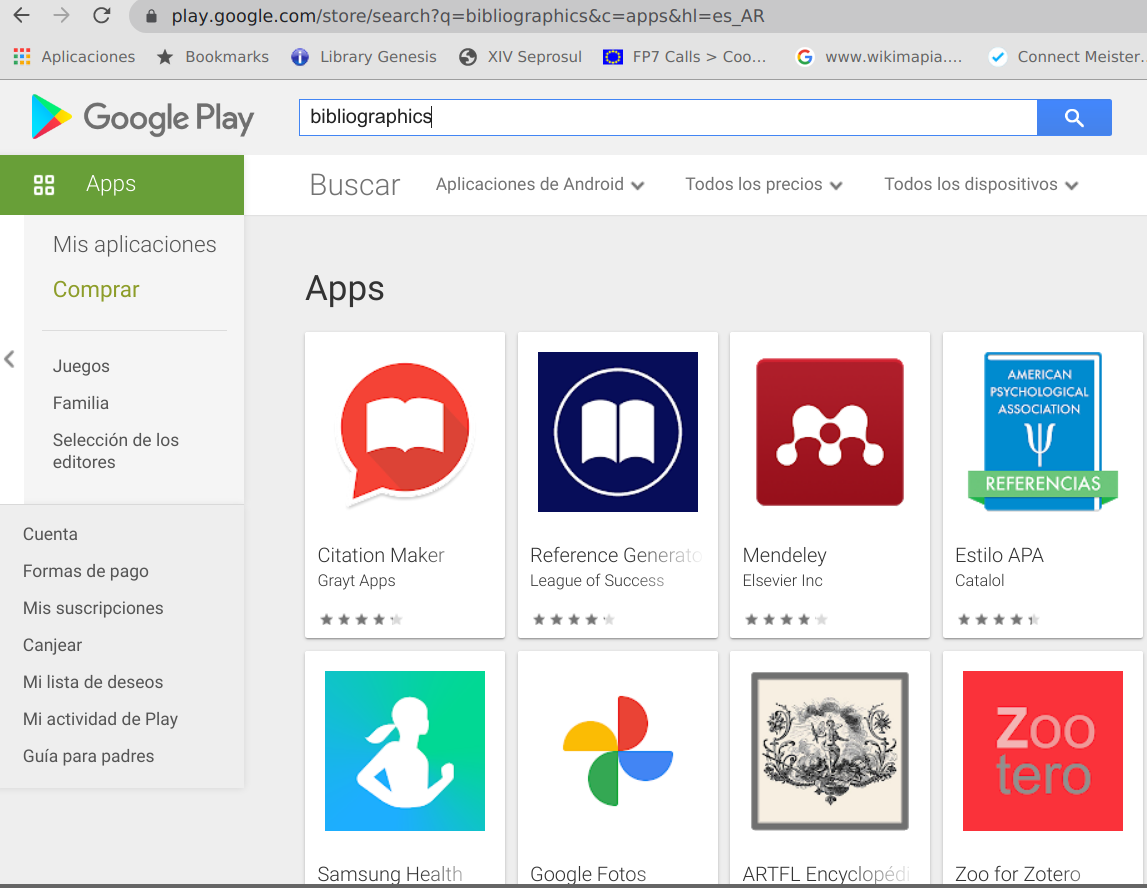 play.google.com/store/search?q=bibliographics&c=apps&hl=es_AR
Aplicaciones Bookmarks Library Genesis XIV Seprosul FP7 Calls > Coo... www.wikimapia.... Connect Meister...
Google Play
bibliographics
Apps
Buscar Aplicaciones de Android Todos los precios Todos los dispositivos
Mis aplicaciones
Comprar
Juegos
Familia
Selección de los
editores
Cuenta
Formas de pago
Mis suscripciones
Canjear
Mi lista de deseos
Mi actividad de Play
Guía para padres
Apps
AMERICAN
PSYCHOLOGICAL
ASSOCIATION
Ψ
REFERENCIAS
Citation Maker Reference Generato Mendeley Estilo APA
Grayt Apps League of Success Elsevier Inc Catalol
Zoo
tero
Samsung Health Google Fotos ARTFL Encyclopédi Zoo for Zotero